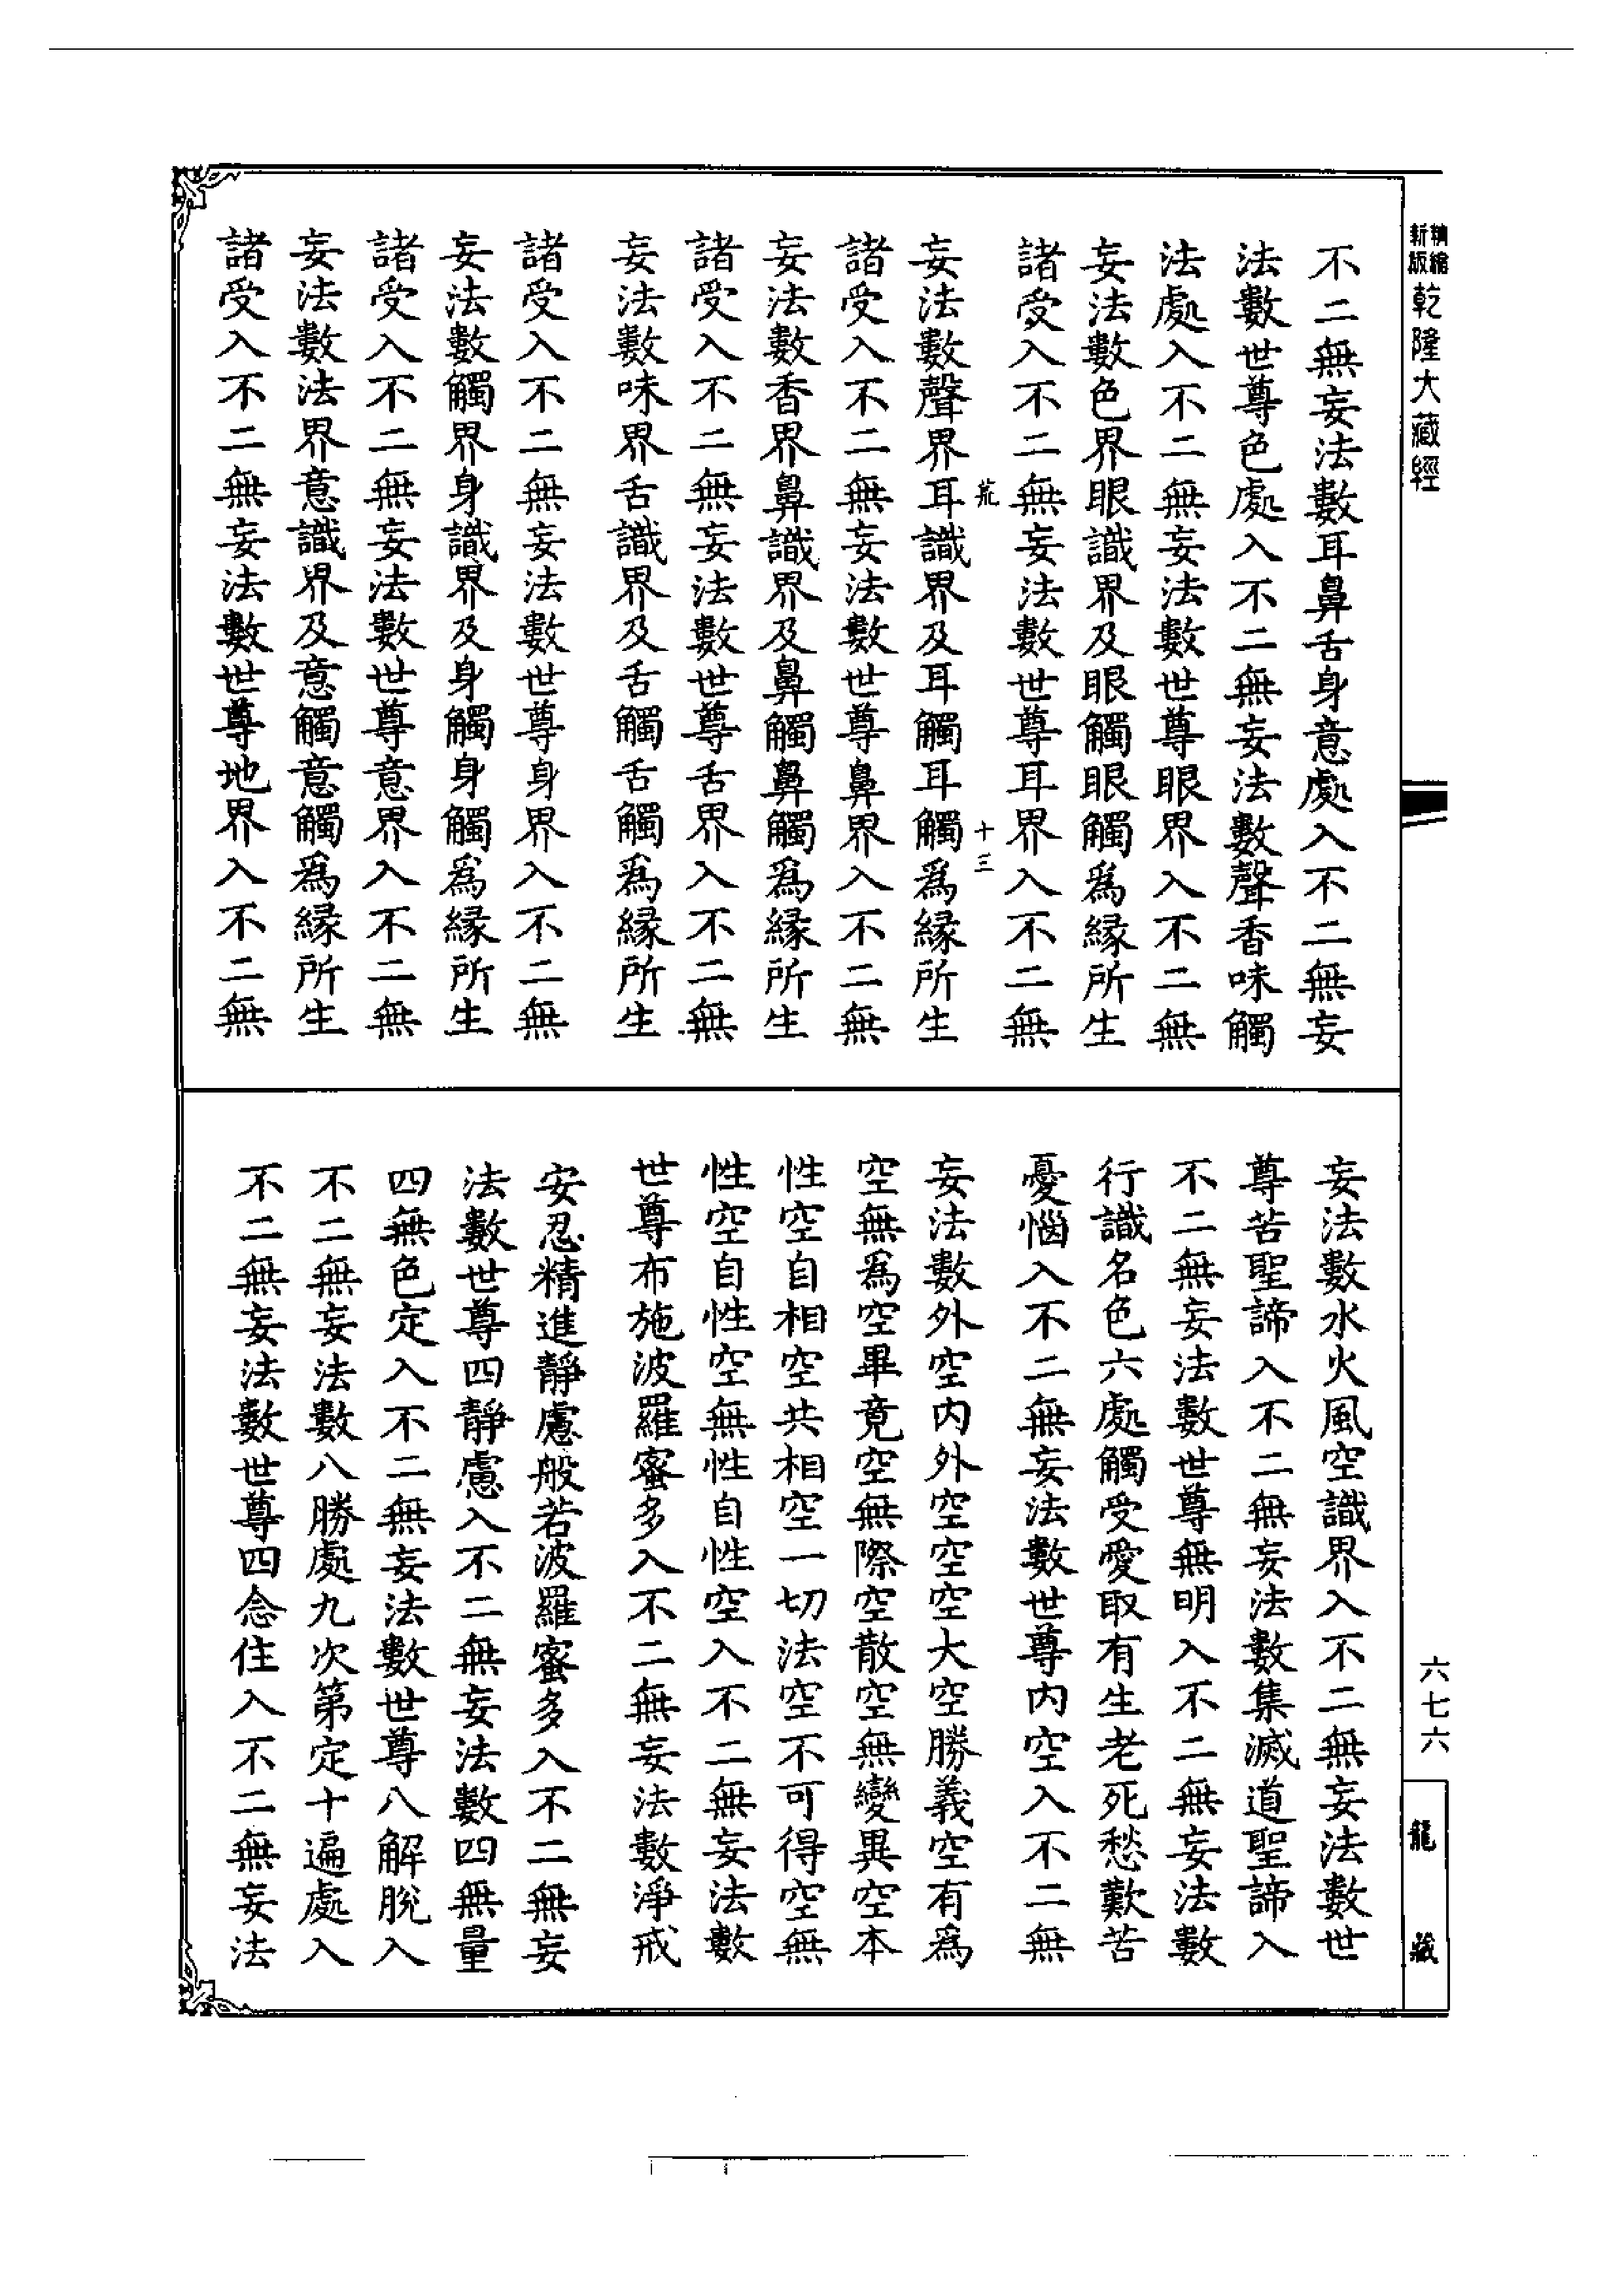 精縮新版乾隆大藏經
不二無妄法數耳鼻舌身意處入不二無妄
法數世尊色處入不二無妄法數聲香味觸
法處入不二無妄法數世尊眼界入不二無
妄法數色界眼識界及眼觸眼觸爲緣所生
諸受入不二無妄法數世尊耳界入不二無
荒 十三
妄法數聲界耳識界及耳觸耳觸爲緣所生
諸受入不二無妄法數世尊鼻界入不二無
妄法數香界鼻識界及鼻觸鼻觸爲緣所生
諸受入不二無妄法數世尊舌界入不二無
妄法數味界舌識界及舌觸舌觸爲緣所生
諸受入不二無妄法數世尊身界入不二無
妄法數觸界身識界及身觸身觸爲緣所生
諸受入不二無妄法數世尊意界入不二無
妄法數法界意識界及意觸意觸爲緣所生
諸受入不二無妄法數世尊地界入不二無
妄法數水火風空識界入不二無妄法數世
尊苦聖諦入不二無妄法數集滅道聖諦入
不二無妄法數世尊無明入不二無妄法數
行識名色六處觸受愛取有生老死愁歎苦
憂惱入不二無妄法數世尊内空入不二無
妄法數外空内外空空空大空勝義空有爲
空無爲空畢竟空無際空散空無變異空本
性空自相空共相空一切法空不可得空無
性空自性空無性自性空入不二無妄法數
世尊布施波羅蜜多入不二無妄法數淨戒
安忍精進靜慮般若波羅蜜多入不二無妄
法數世尊四靜慮入不二無妄法數四無量
四無色定入不二無妄法數世尊八解脫入
不二無妄法數八勝處九次第定十遍處入
不二無妄法數世尊四念住入不二無妄法
六七六
龍藏